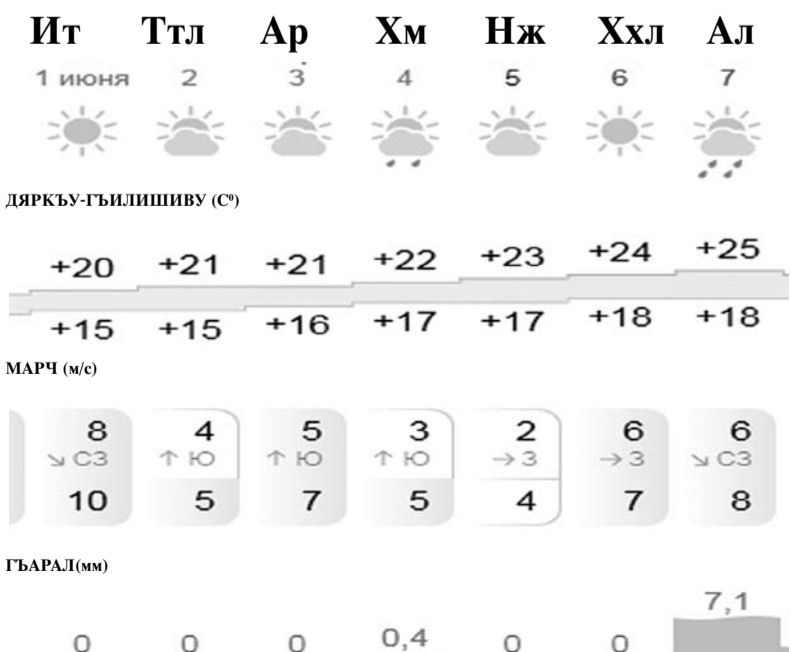 Ит Ттл Ар Хм Нж Ххл Ал
1 июня 2 3 4 5 6 7
ДЯРКЪУ-ГЪИЛИШИВУ (С⁰)
+20 +21 +21 +22 +23 +24 +25
+15 +15 +16 +17 +17 +18 +18
МАРЧ (м/с)
8 4 5 3 2 6 6
↘ СЗ ↑ Ю ↑ Ю ↑ Ю → З → З ↘ СЗ
10 5 7 5 4 7 8
ГЪАРАЛ(мм)
0 0 0 0,4 0 0 7,1